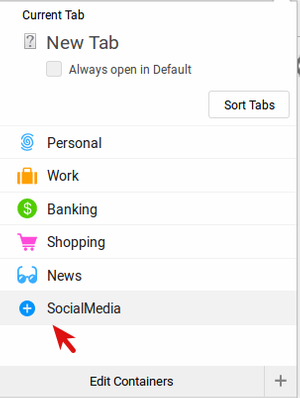 Current Tab
New Tab
Always open in Default
Sort Tabs
Personal
Work
Banking
Shopping
News
SocialMedia
Edit Containers